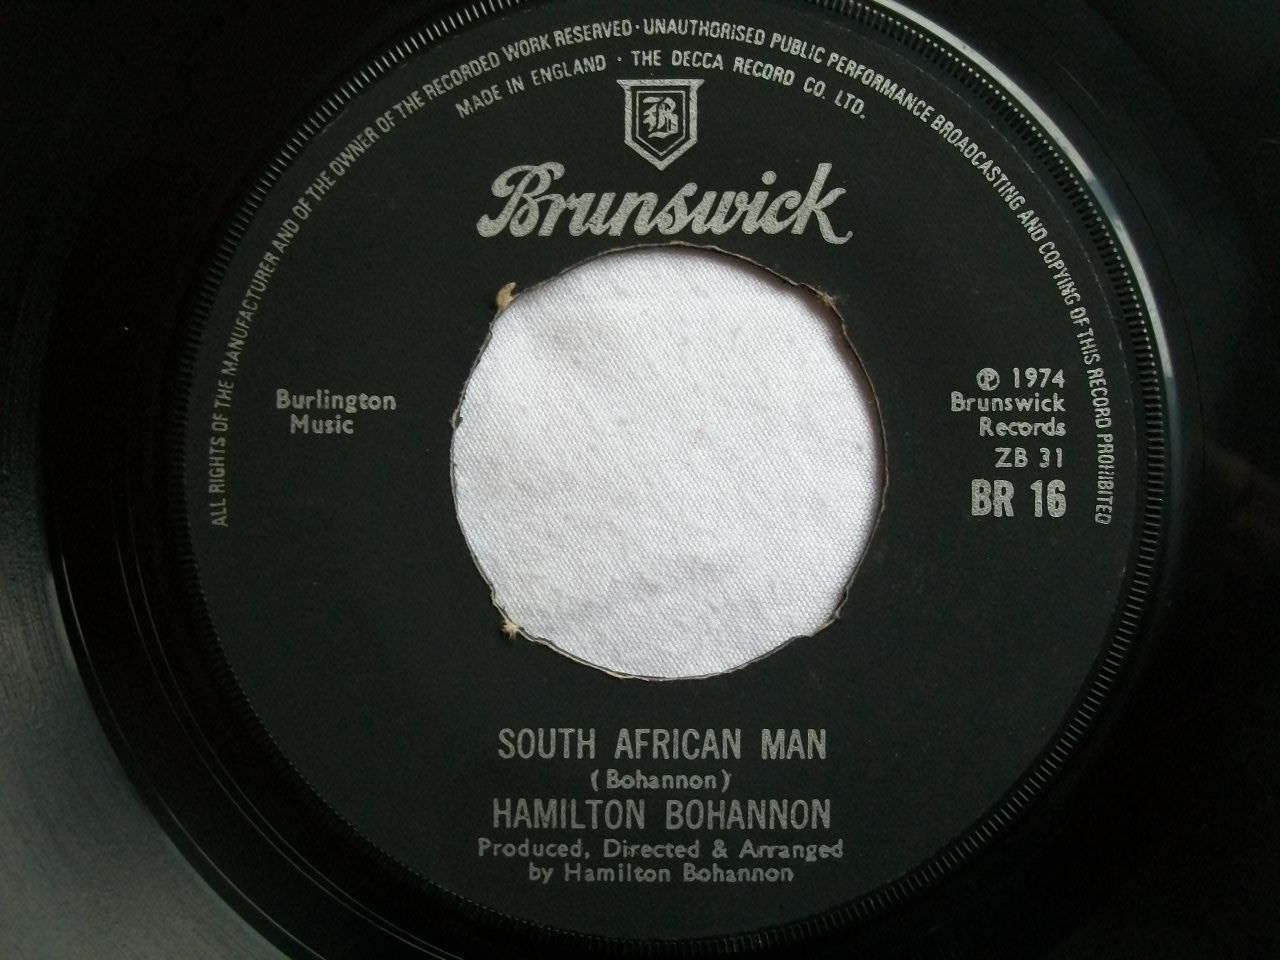 ALL RIGHTS OF THE MANUFACTURER AND OF THE OWNER OF THE RECORDED WORK RESERVED · UNAUTHORISED PUBLIC PERFORMANCE BROADCASTING AND COPYING OF THIS RECORD PROHIBITED
MADE IN ENGLAND · THE DECCA RECORD CO. LTD.
B
Brunswick
Burlington
Music
℗ 1974
Brunswick
Records
ZB 31
BR 16
SOUTH AFRICAN MAN
(Bohannon)
HAMILTON BOHANNON
Produced, Directed & Arranged
by Hamilton Bohannon